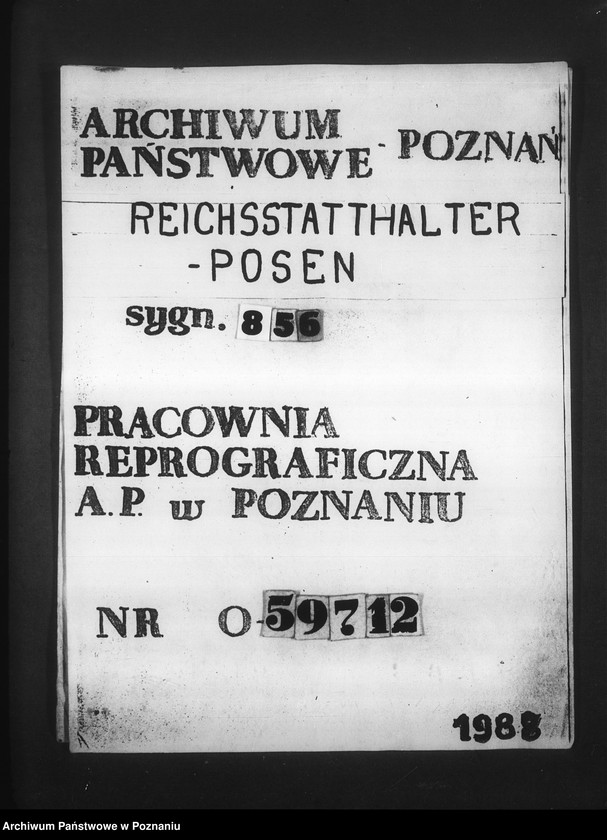 ARCHIWUM
PAŃSTWOWE - POZNAŃ
REICHSSTATTHALTER
-POSEN
sygn. 856
PRACOWNIA
REPROGRAFICZNA
A.P. w POZNANIU
NR O-59712
1988
Archiwum Państwowe w Poznaniu